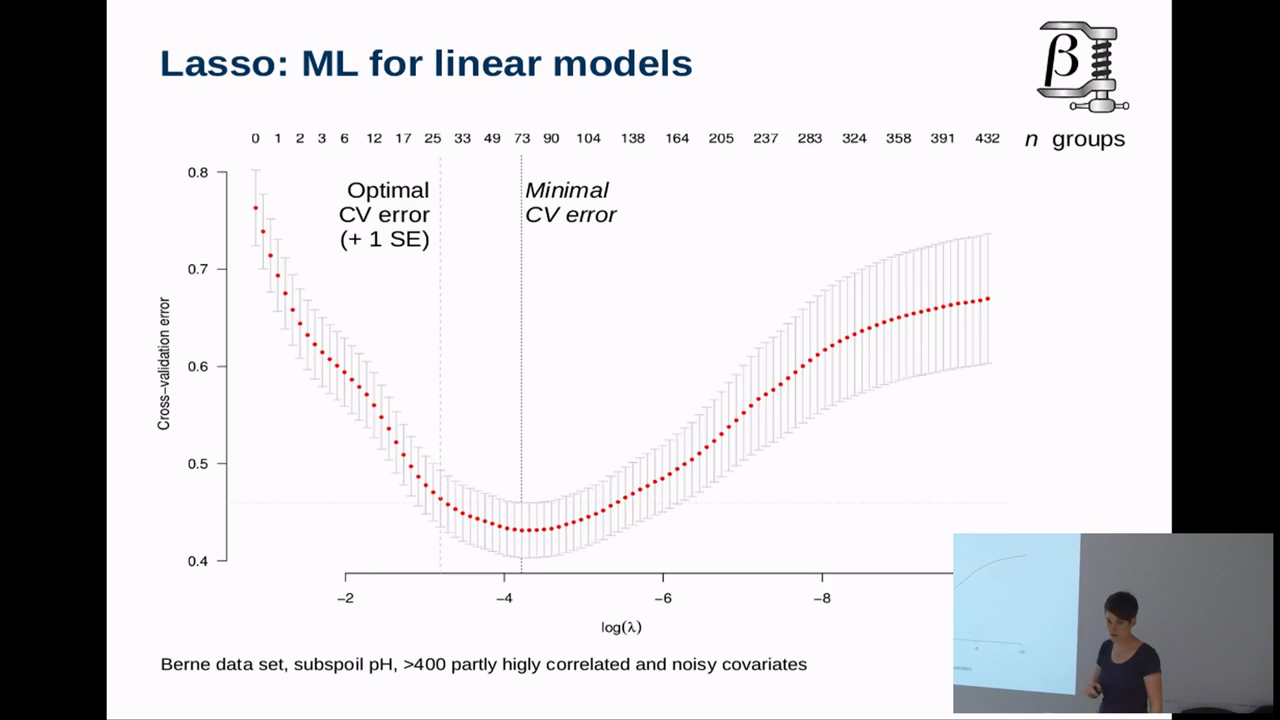 Lasso: ML for linear models
β
0 1 2 3 6 12 17 25 33 49 73 90 104 138 164 205 237 283 324 358 391 432 n groups
0.8
Optimal
CV error
(+ 1 SE)
Minimal
CV error
0.7
0.6
0.5
0.4
Cross−validation error
−2 −4 −6 −8
log(λ)
Berne data set, subspoil pH, >400 partly higly correlated and noisy covariates